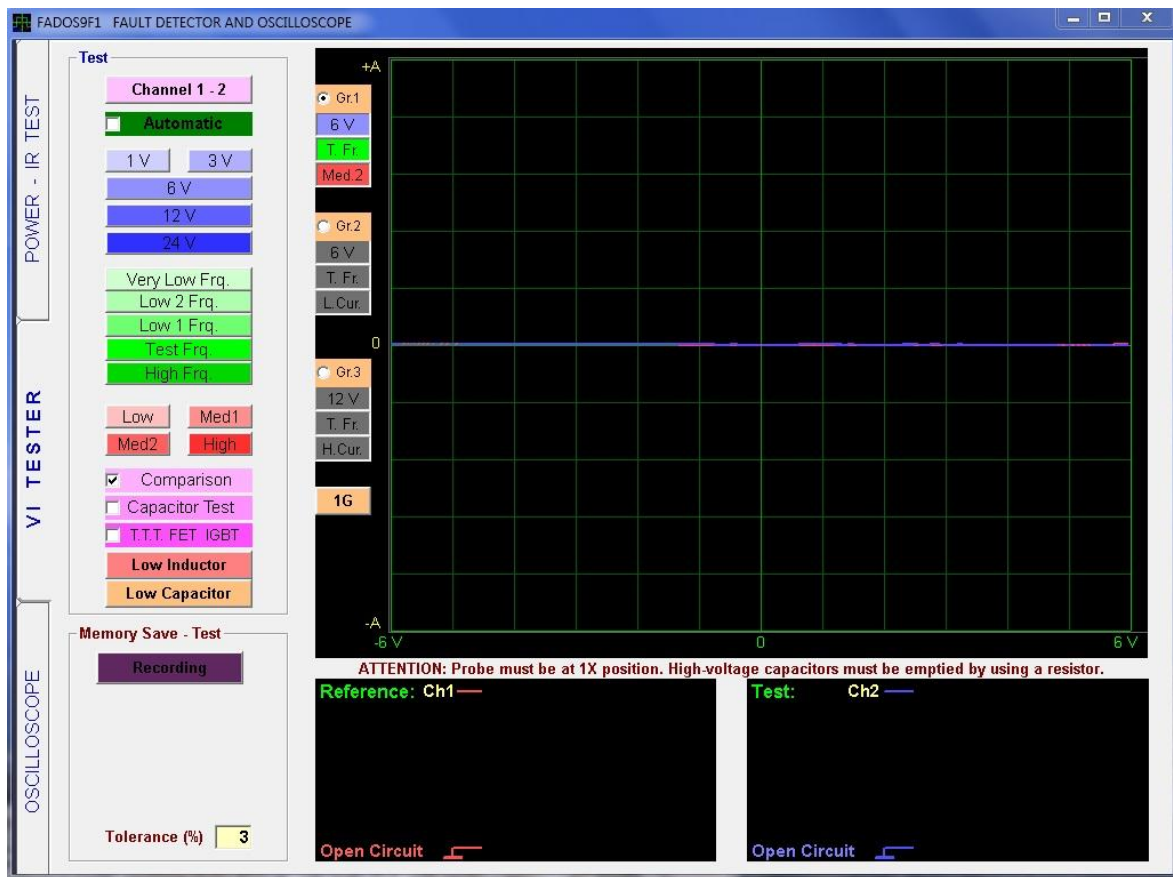 FADOS9F1 FAULT DETECTOR AND OSCILLOSCOPE
POWER - IR TEST
VI TESTER
OSCILLOSCOPE
Test
Channel 1 - 2
Automatic
1 V 3 V
6 V
12 V
24 V
Very Low Frq.
Low 2 Frq.
Low 1 Frq.
Test Frq.
High Frq.
Low Med1
Med2 High
Comparison
Capacitor Test
T.T.T. FET IGBT
Low Inductor
Low Capacitor
Memory Save - Test
Recording
Tolerance (%) 3
+A
Gr.1
6 V
T. Fr.
Med.2
Gr.2
6 V
T. Fr.
L.Cur.
0
Gr.3
12 V
T. Fr.
H.Cur.
1G
-A
-6 V 0 6 V
ATTENTION: Probe must be at 1X position. High-voltage capacitors must be emptied by using a resistor.
Reference: Ch1
Open Circuit
Test: Ch2
Open Circuit